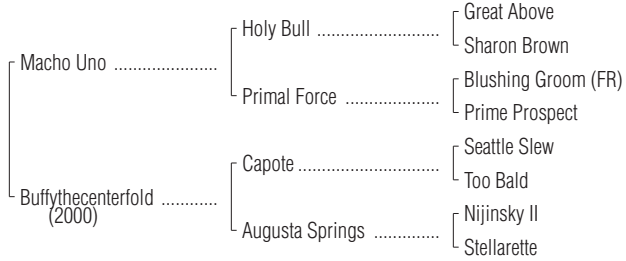 Great Above
Holy Bull ........................
Sharon Brown
Macho Uno ....................
Blushing Groom (FR)
Primal Force ..................
Prime Prospect
Seattle Slew
Capote ...........................
Too Bald
Buffythecenterfold ...........
(2000)
Nijinsky II
Augusta Springs .............
Stellarette